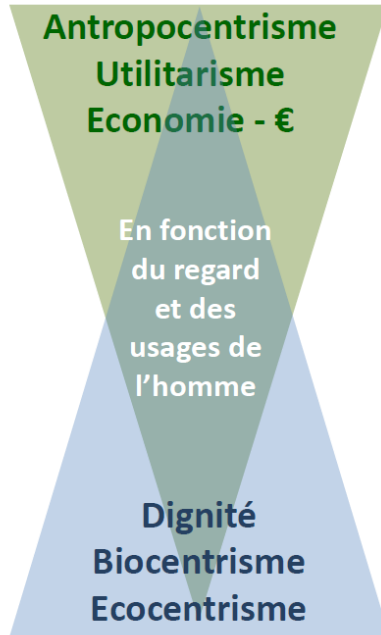 Antropocentrisme
Utilitarisme
Economie - €
En fonction
du regard
et des
usages de
l'homme
Dignité
Biocentrisme
Ecocentrisme